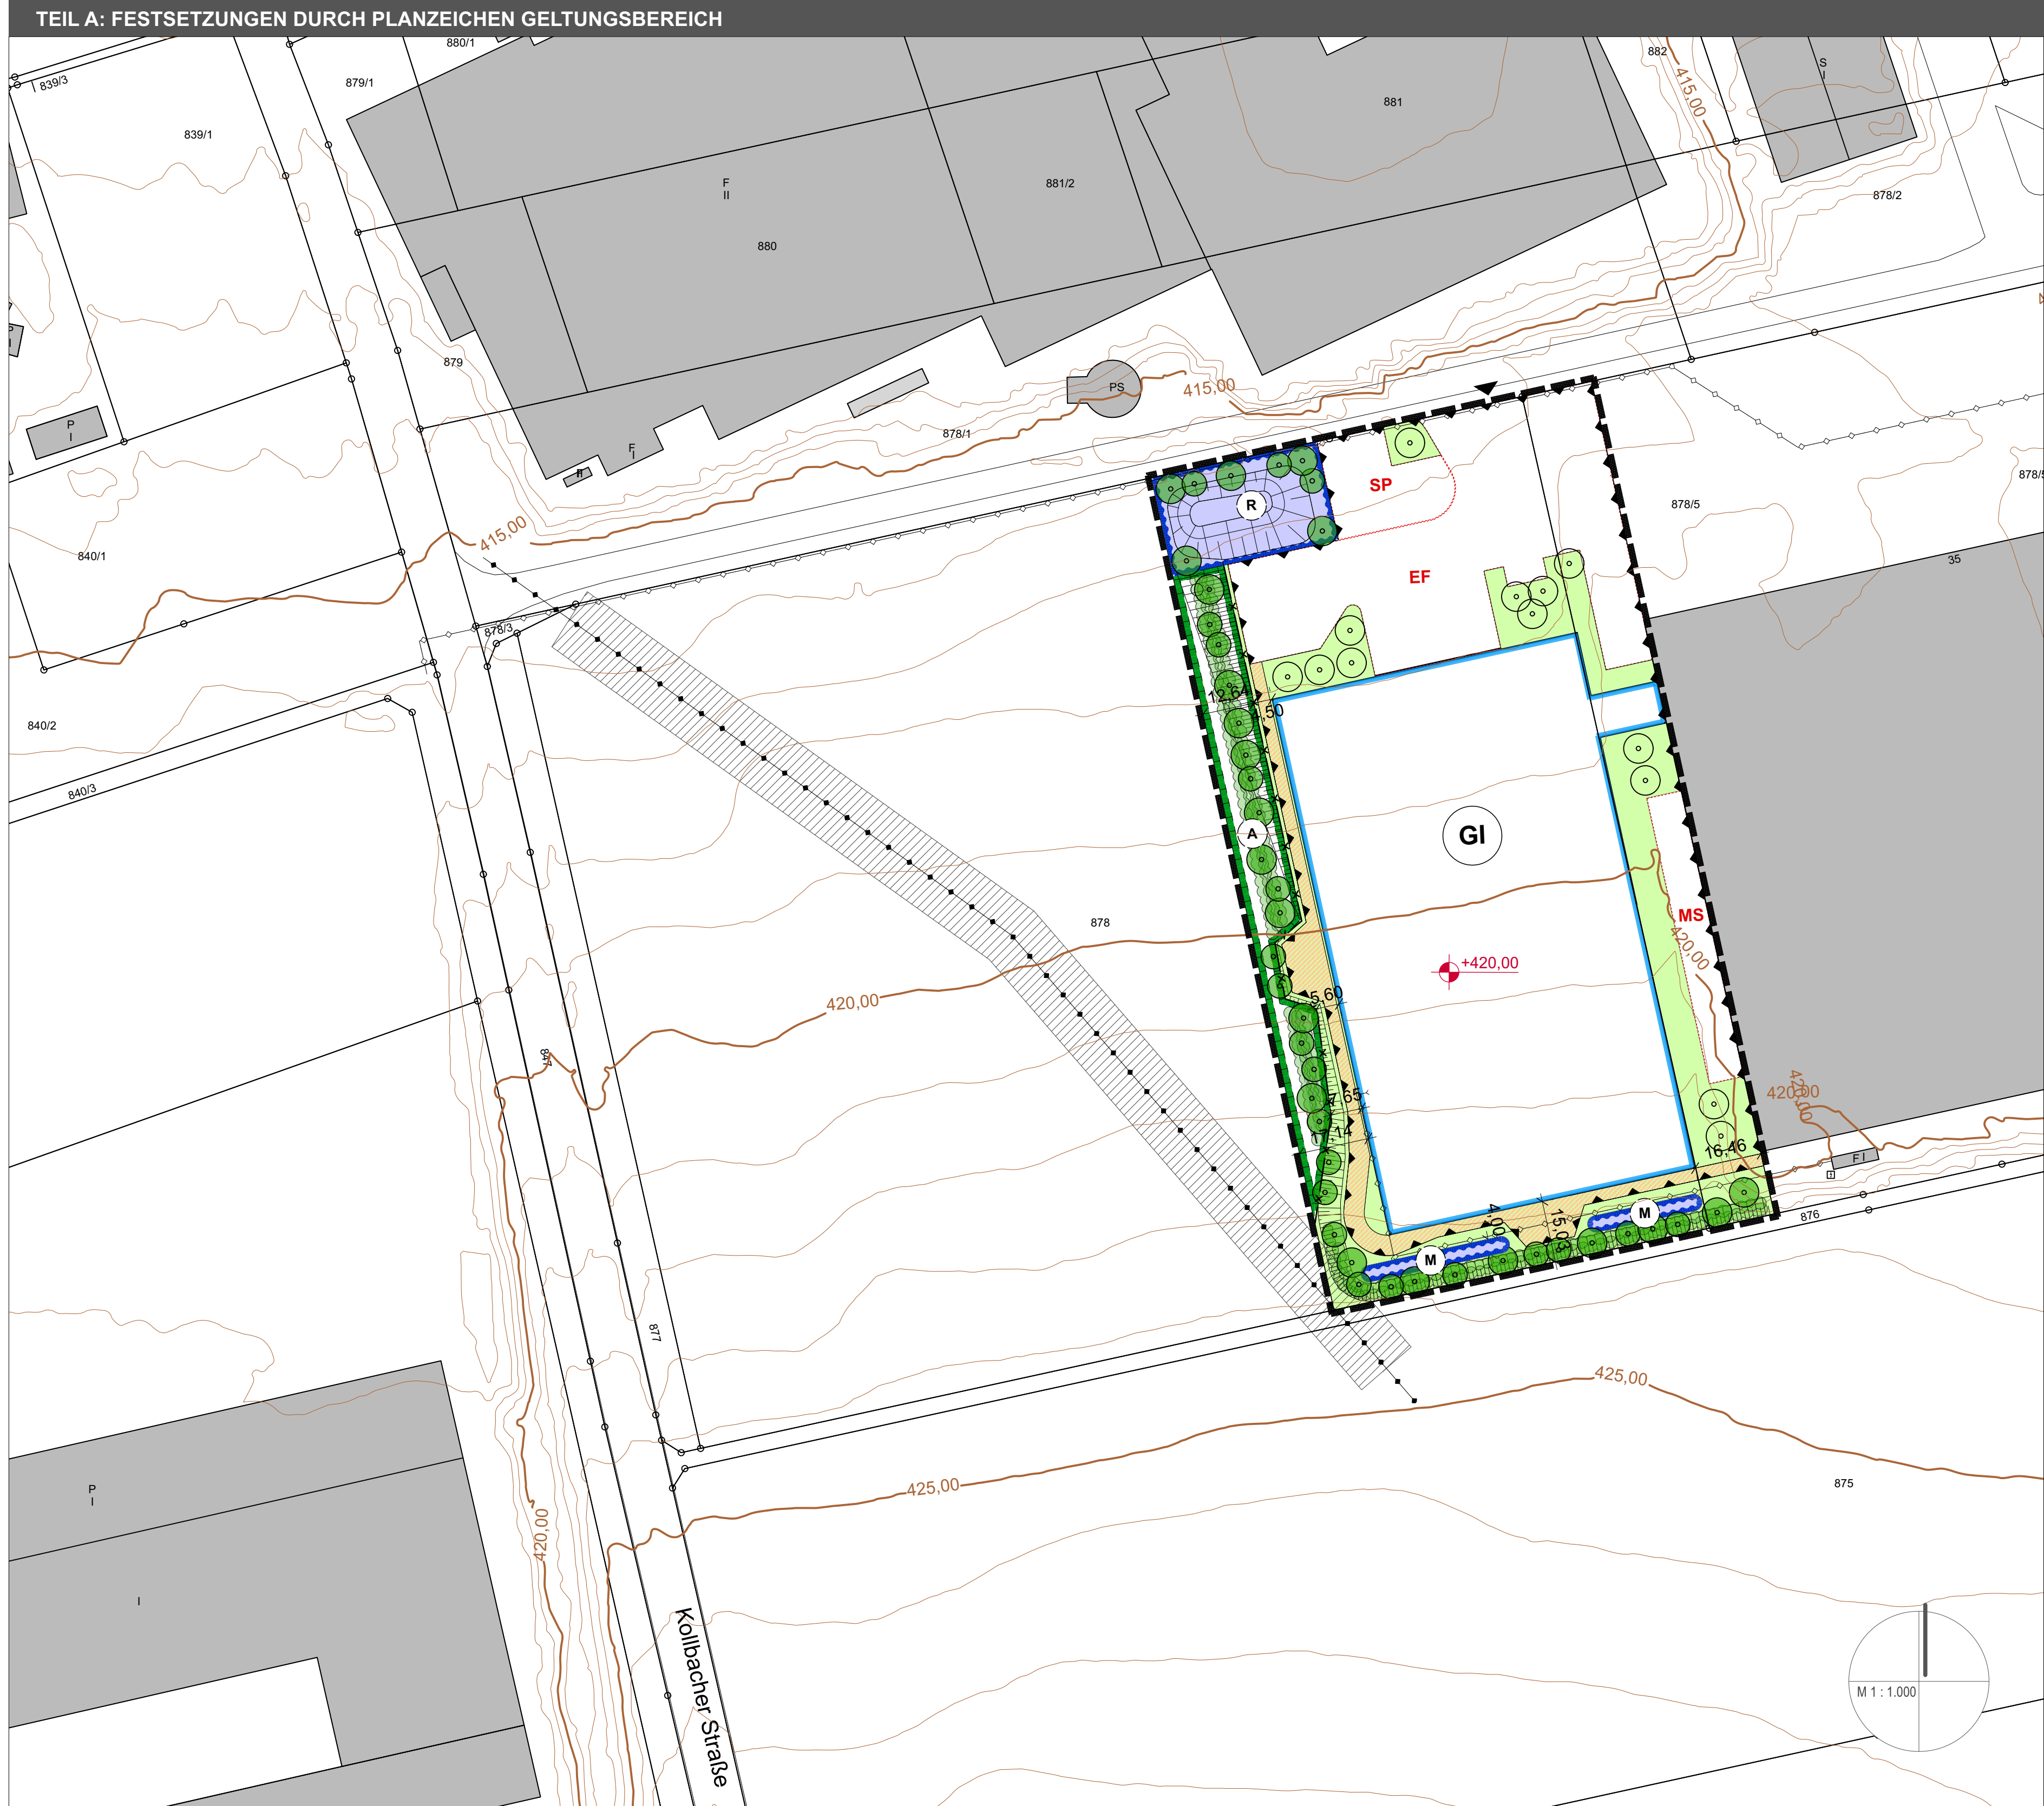 TEIL A: FESTSETZUNGEN DURCH PLANZEICHEN GELTUNGSBEREICH
880/1
882
415,00
S
I
839/3
879/1
881
839/1
F
II
881/2
878/2
880
P
I
879
PS
415,00
P
I
F
I
878/1
878/5
415,00
SP
R
878/5
840/1
EF
35
878/3
12,64
4,50
840/2
840/3
A
GI
878
MS
420,00
420,00
+420,00
5,60
847
7,65
17,14
420,00
420,00
16,46
F I
4,00
15,03
M
M
876
877
425,00
425,00
875
P
I
420,00
I
Kollbacher Straße
M 1 : 1.000